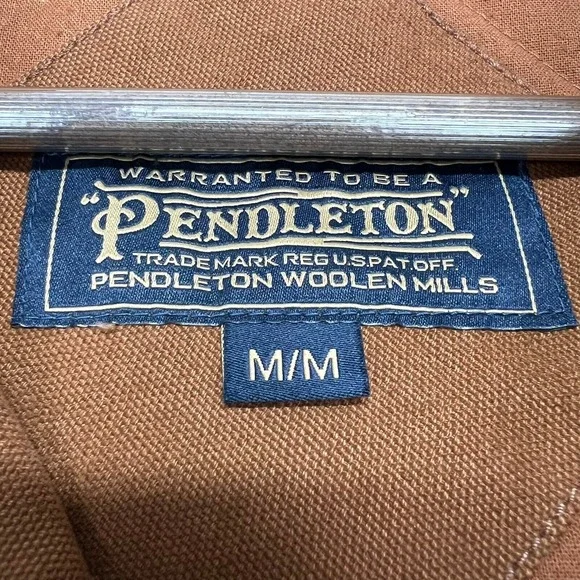 WARRANTED TO BE A
"PENDLETON"
TRADE MARK REG U.S.PAT.OFF.
PENDLETON WOOLEN MILLS
M/M